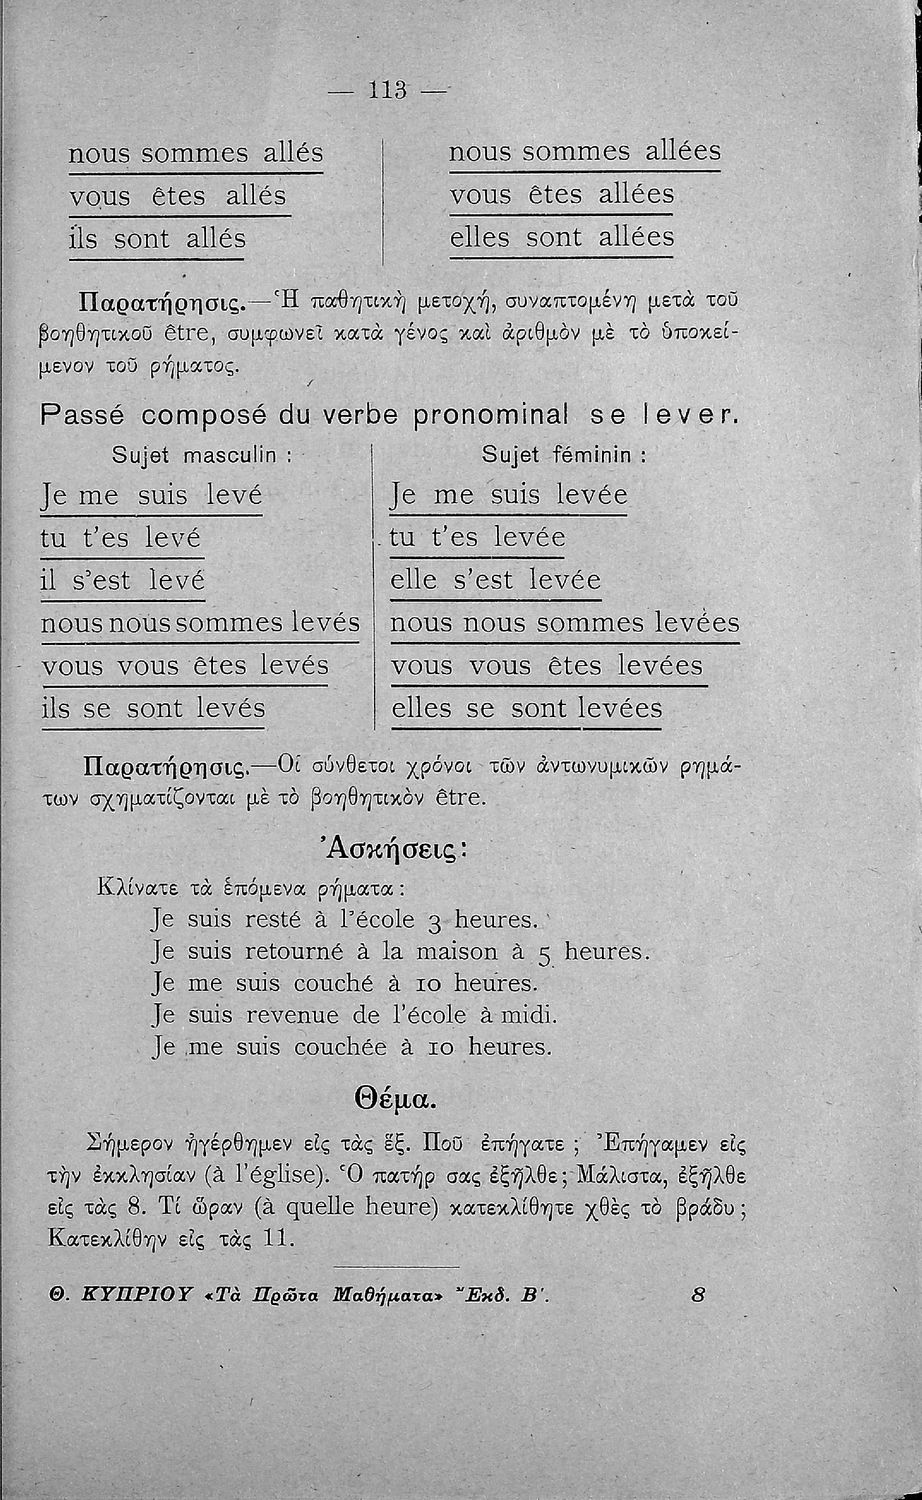 — 113 —
nous sommes allés nous sommes allées
vous êtes allés vous êtes allées
ils sont allés elles sont allées
Παρατήρησις.—Ἡ παθητικὴ μετοχή, συναπτομένη μετὰ τοῦ
βοηθητικοῦ être, συμφωνεῖ κατὰ γένος καὶ ἀριθμὸν μὲ τὸ ὑποκεί-
μενον τοῦ ρήματος.
Passé composé du verbe pronominal se lever.
Sujet masculin : Sujet féminin :
Je me suis levé Je me suis levée
tu t’es levé tu t’es levée
il s’est levé elle s’est levée
nous nous sommes levés nous nous sommes levées
vous vous êtes levés vous vous êtes levées
ils se sont levés elles se sont levées
Παρατήρησις.—Οἱ σύνθετοι χρόνοι τῶν ἀντωνυμικῶν ρημά-
των σχηματίζονται μὲ τὸ βοηθητικὸν être.
Ἀσκήσεις:
Κλίνατε τὰ ἑπόμενα ρήματα :
Je suis resté à l’école 3 heures.
Je suis retourné à la maison à 5 heures.
Je me suis couché à 10 heures.
Je suis revenue de l’école à midi.
Je me suis couchée à 10 heures.
Θέμα.
Σήμερον ἠγέρθημεν εἰς τὰς ἕξ. Ποῦ ἐπήγατε ; Ἐπήγαμεν εἰς
τὴν ἐκκλησίαν (à l’église). Ὁ πατήρ σας ἐξῆλθε; Μάλιστα, ἐξῆλθε
εἰς τὰς 8. Τί ὥραν (à quelle heure) κατεκλίθητε χθὲς τὸ βράδυ ;
Κατεκλίθην εἰς τὰς 11.
Θ. ΚΥΠΡΙΟΥ «Τὰ Πρῶτα Μαθήματα» Ἔκδ. Β΄. 8